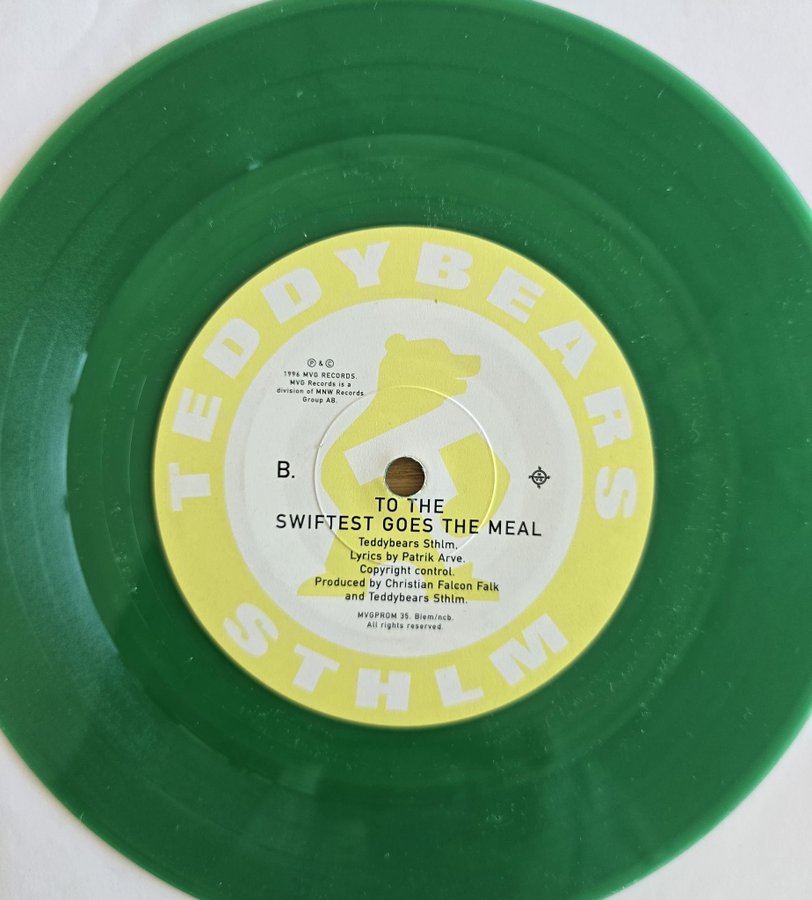 TEDDYBEARS
℗ & ©
1996 MVG RECORDS.
MVG Records is a
division of MNW Records
Group AB.
B.
TO THE
SWIFTEST GOES THE MEAL
Teddybears Sthlm.
Lyrics by Patrik Arve.
Copyright control.
Produced by Christian Falcon Falk
and Teddybears Sthlm.
MVGPROM 35. Biem/ncb.
All rights reserved.
STHLM